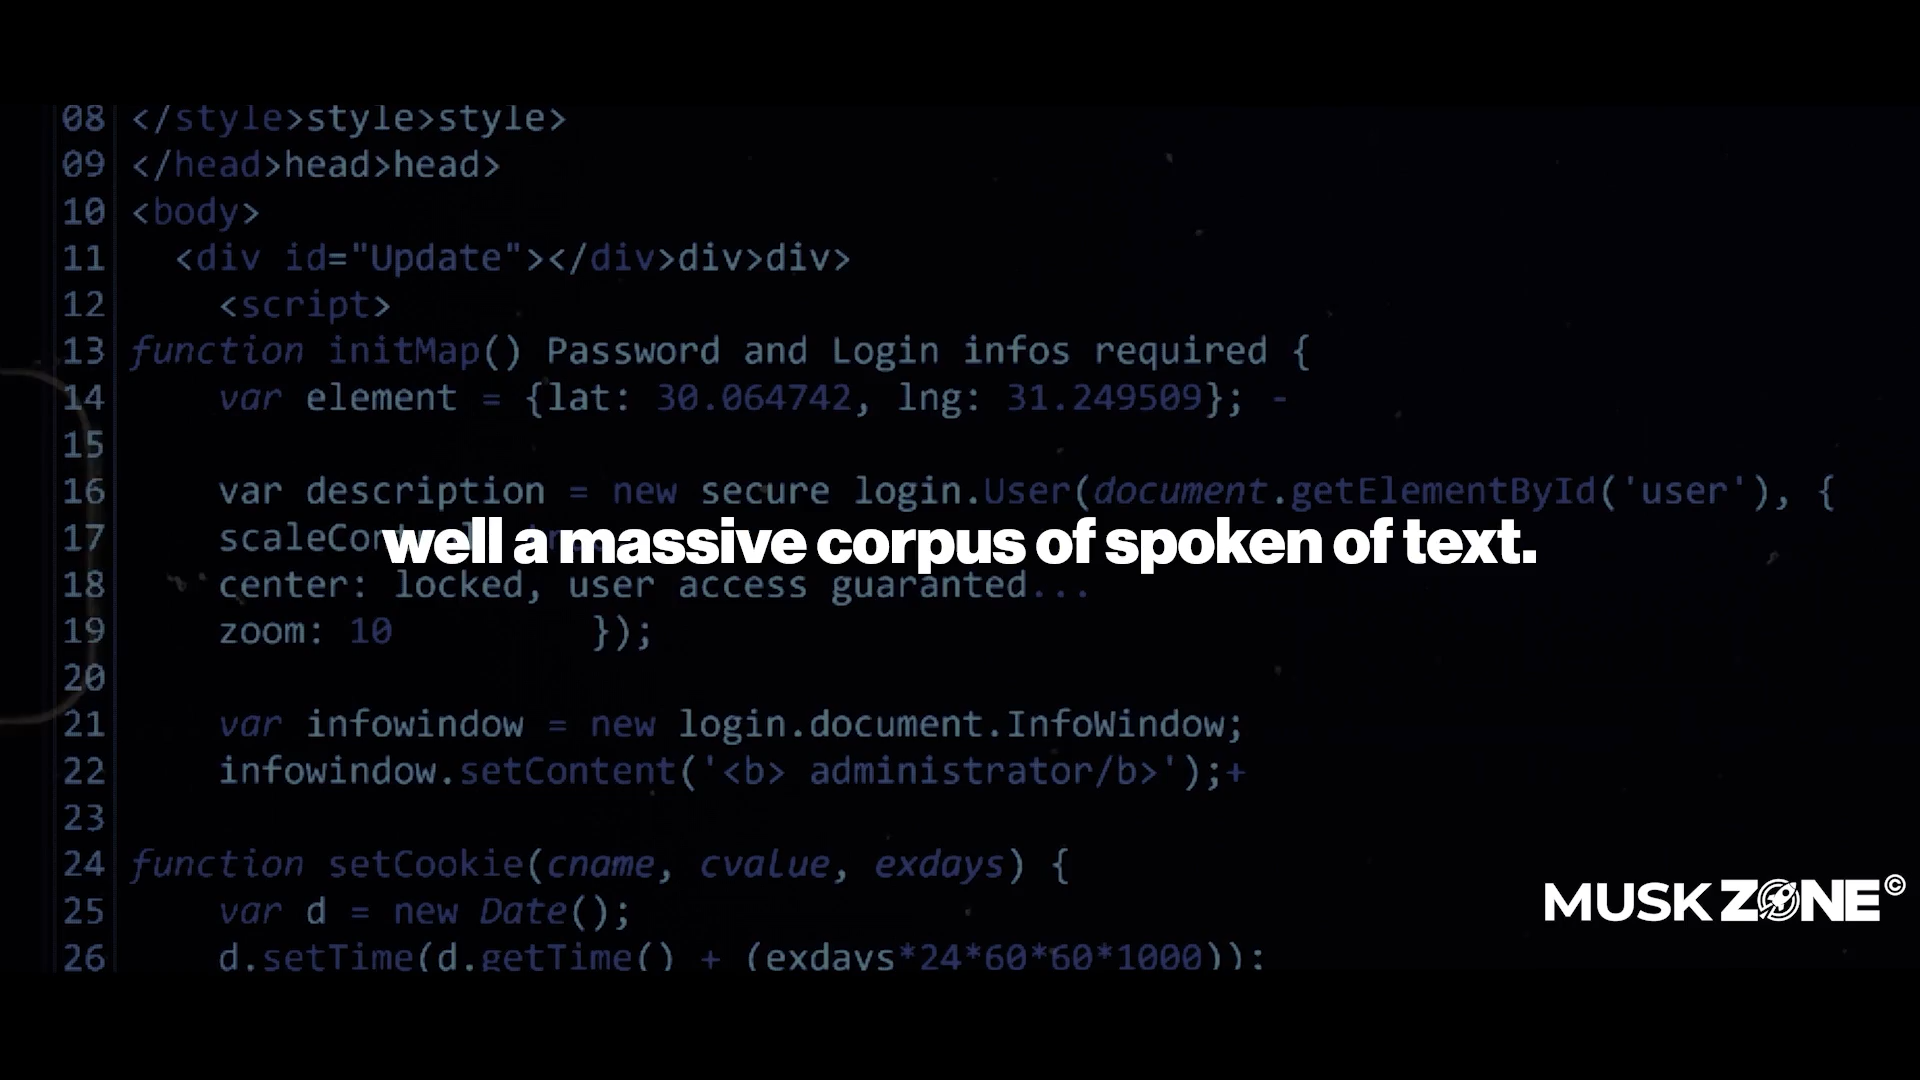 08 </style>style>style>
09 </head>head>head>
10 <body>
11 <div id="Update"></div>div>div>
12 <script>
13 function initMap() Password and Login infos required {
14 var element = {lat: 30.064742, lng: 31.249509}; -
15
16 var description = new secure login.User(document.getElementById('user'), {
17 scaleCont
well a massive corpus of spoken of text.
18 center: locked, user access guaranted...
19 zoom: 10 });
20
21 var infowindow = new login.document.InfoWindow;
22 infowindow.setContent('<b> administrator/b>');+
23
24 function setCookie(cname, cvalue, exdays) {
MUSK ZONE©
25 var d = new Date();
26 d.setTime(d.getTime() + (exdays*24*60*60*1000));